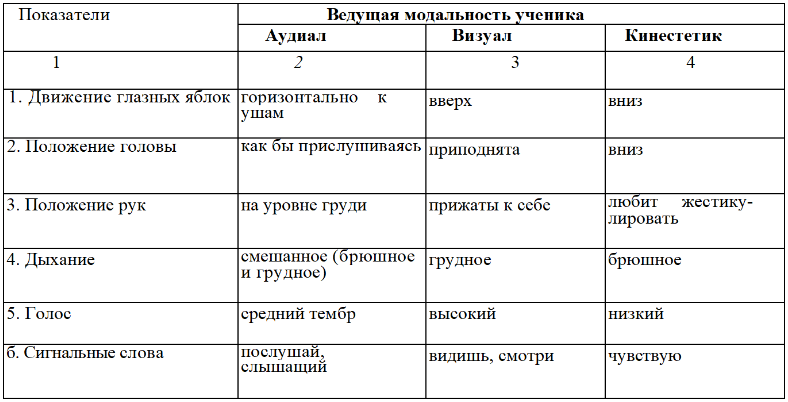 Показатели Ведущая модальность ученика
Аудиал Визуал Кинестетик
1 2 3 4
1. Движение глазных яблок горизонтально к ушам вверх вниз
2. Положение головы как бы прислушиваясь приподнята вниз
3. Положение рук на уровне груди прижаты к себе любит жестику-
лировать
4. Дыхание смешанное (брюшное и грудное) грудное брюшное
5. Голос средний тембр высокий низкий
б. Сигнальные слова послушай, слышащий видишь, смотри чувствую